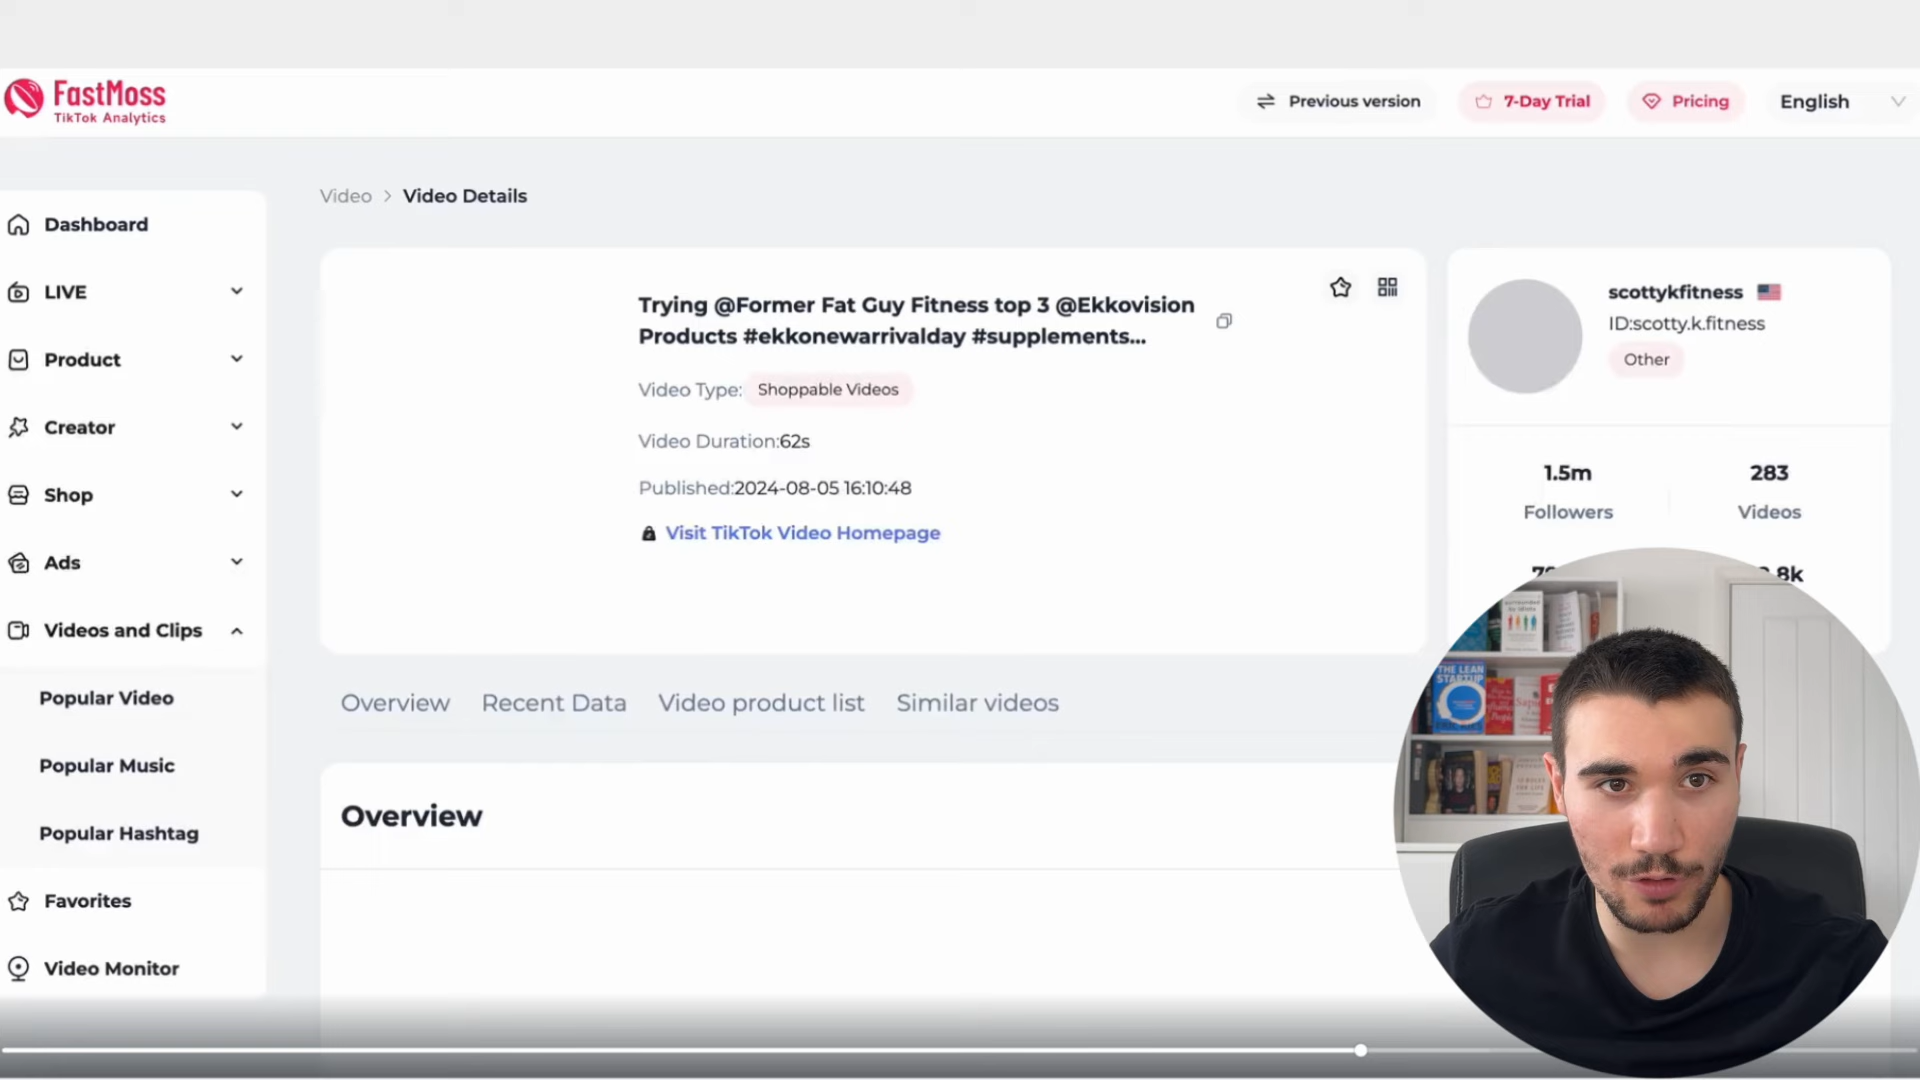 FastMoss
TikTok Analytics
Previous version
7-Day Trial
Pricing
English
Dashboard
LIVE
Product
Creator
Shop
Ads
Videos and Clips
Popular Video
Popular Music
Popular Hashtag
Favorites
Video Monitor
Video > Video Details
Trying @Former Fat Guy Fitness top 3 @Ekkovision
Products #ekkonewarrivalday #supplements...
Video Type: Shoppable Videos
Video Duration:62s
Published:2024-08-05 16:10:48
Visit TikTok Video Homepage
scottykfitness
ID:scotty.k.fitness
Other
1.5m
Followers
283
Videos
Overview
Recent Data
Video product list
Similar videos
Overview
THE LEAN
STARTUP